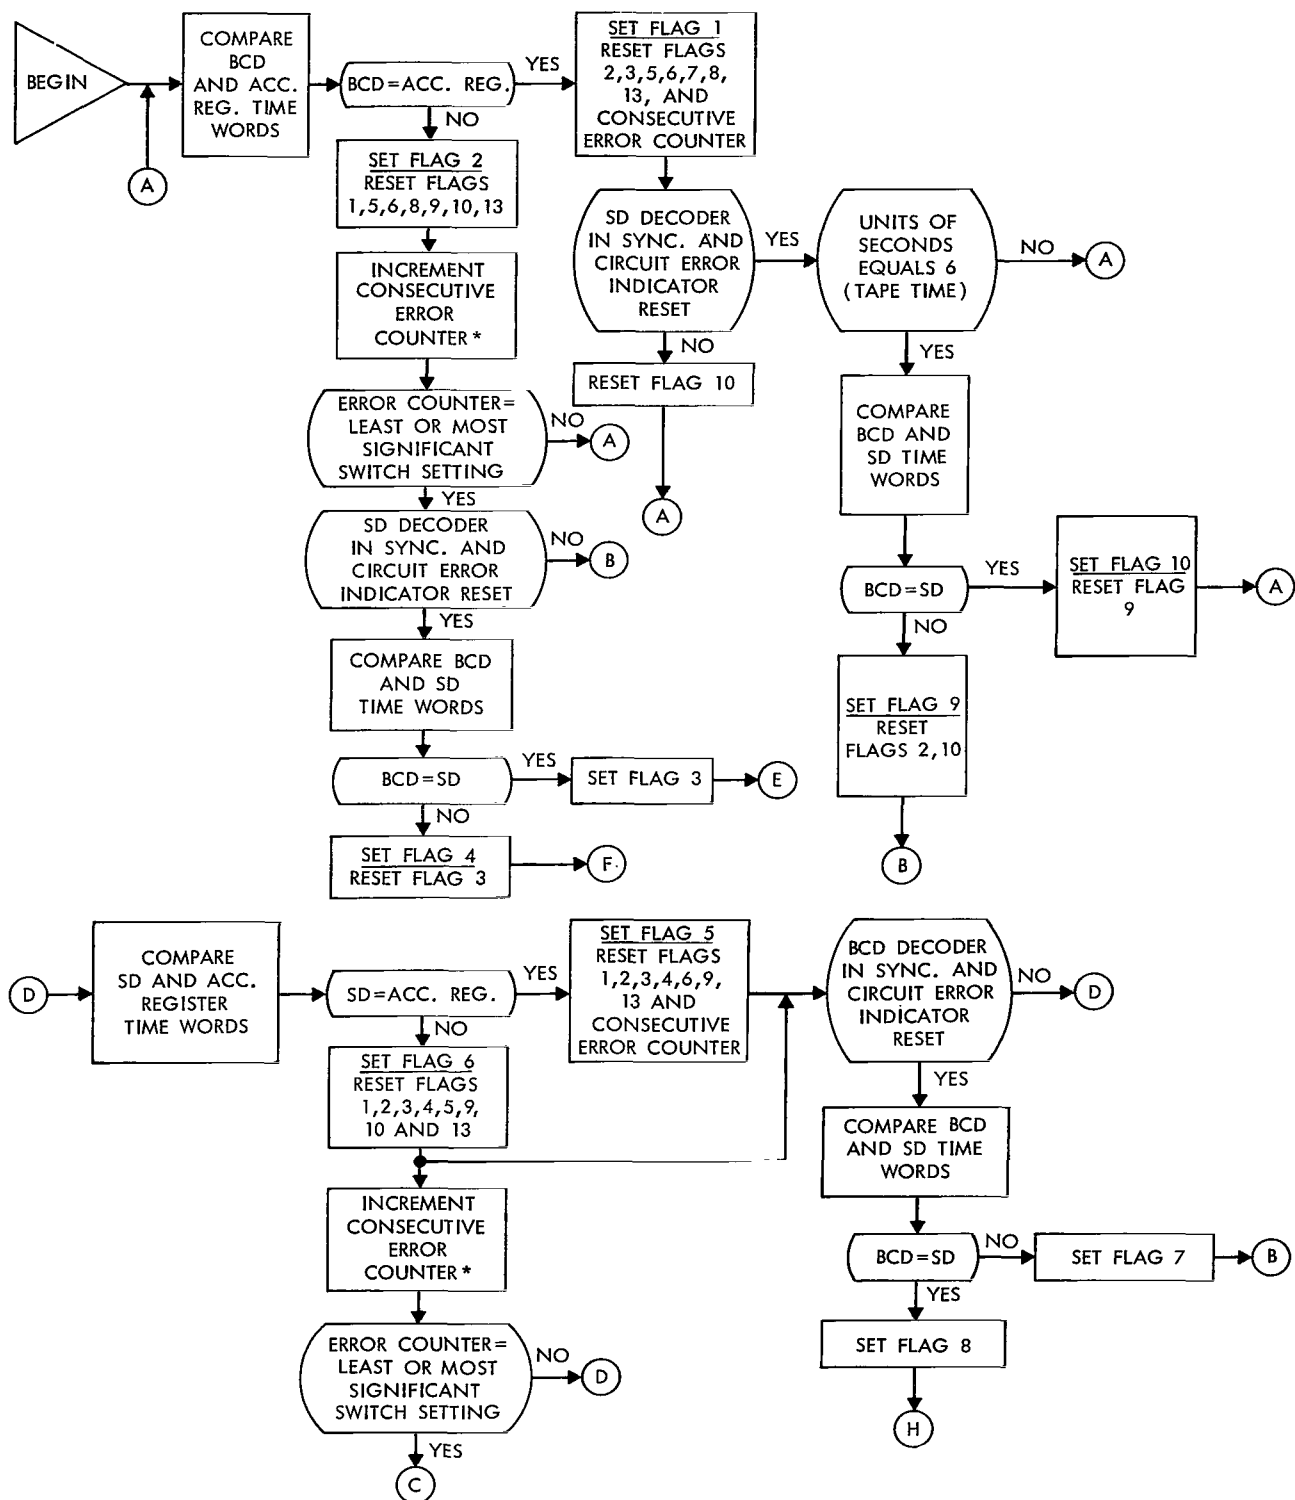 BEGIN
A
COMPARE
BCD
AND ACC.
REG. TIME
WORDS
BCD=ACC. REG.
YES
NO
SET FLAG 1
RESET FLAGS
2,3,5,6,7,8,
13, AND
CONSECUTIVE
ERROR COUNTER
SET FLAG 2
RESET FLAGS
1,5,6,8,9,10,13
INCREMENT
CONSECUTIVE
ERROR
COUNTER*
ERROR COUNTER=
LEAST OR MOST
SIGNIFICANT
SWITCH SETTING
NO
A
YES
SD DECODER
IN SYNC. AND
CIRCUIT ERROR
INDICATOR RESET
NO
B
YES
COMPARE BCD
AND SD
TIME WORDS
BCD=SD
YES
SET FLAG 3
E
NO
SET FLAG 4
RESET FLAG 3
F
SD DECODER
IN SYNC. AND
CIRCUIT ERROR
INDICATOR
RESET
YES
NO
RESET FLAG 10
A
UNITS OF
SECONDS
EQUALS 6
(TAPE TIME)
NO
A
YES
COMPARE
BCD AND
SD TIME
WORDS
BCD=SD
YES
SET FLAG 10
RESET FLAG
9
A
NO
SET FLAG 9
RESET
FLAGS 2,10
B
D
COMPARE
SD AND ACC.
REGISTER
TIME WORDS
SD=ACC. REG.
YES
NO
SET FLAG 5
RESET FLAGS
1,2,3,4,6,9,
13 AND
CONSECUTIVE
ERROR COUNTER
SET FLAG 6
RESET FLAGS
1,2,3,4,5,9,
10 AND 13
INCREMENT
CONSECUTIVE
ERROR
COUNTER*
ERROR COUNTER=
LEAST OR MOST
SIGNIFICANT
SWITCH SETTING
NO
D
YES
C
BCD DECODER
IN SYNC. AND
CIRCUIT ERROR
INDICATOR
RESET
NO
D
YES
COMPARE BCD
AND SD TIME
WORDS
BCD=SD
NO
SET FLAG 7
B
YES
SET FLAG 8
H